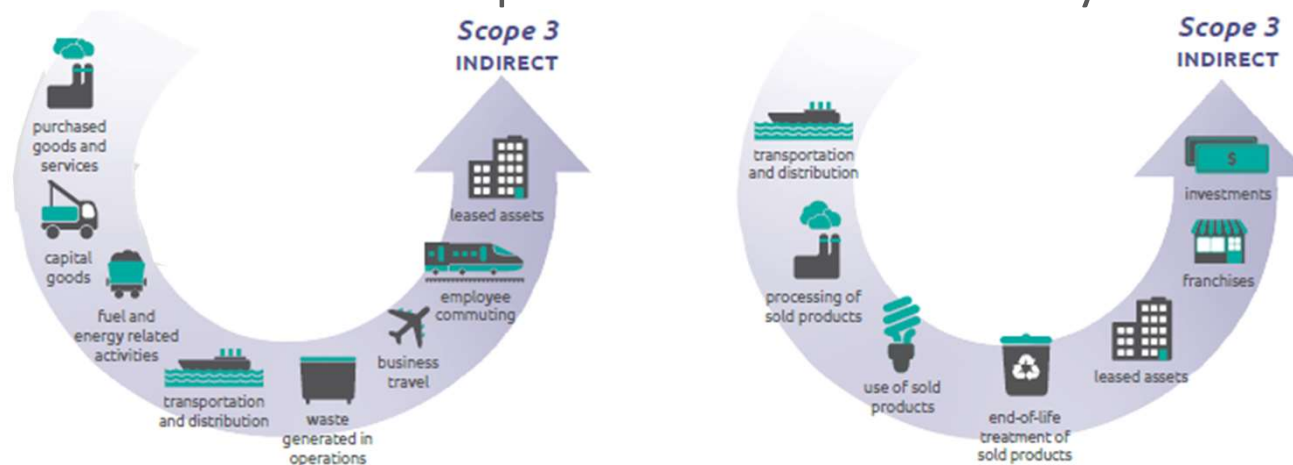 Scope 3
INDIRECT
purchased
goods and
services
capital
goods
fuel and
energy related
activities
transportation
and distribution
waste
generated in
operations
business
travel
employee
commuting
leased assets
Scope 3
INDIRECT
transportation
and distribution
processing of
sold products
use of sold
products
end-of-life
treatment of
sold products
leased assets
franchises
$
investments